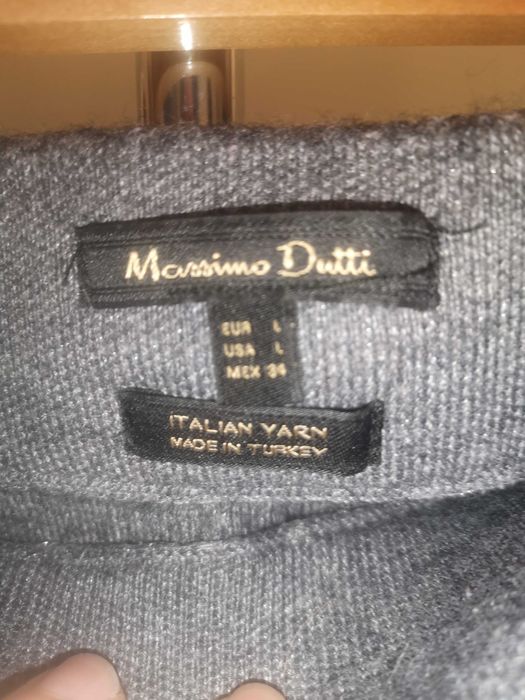 Massimo Dutti
EUR L
USA L
MEX 34
ITALIAN YARN
MADE IN TURKEY